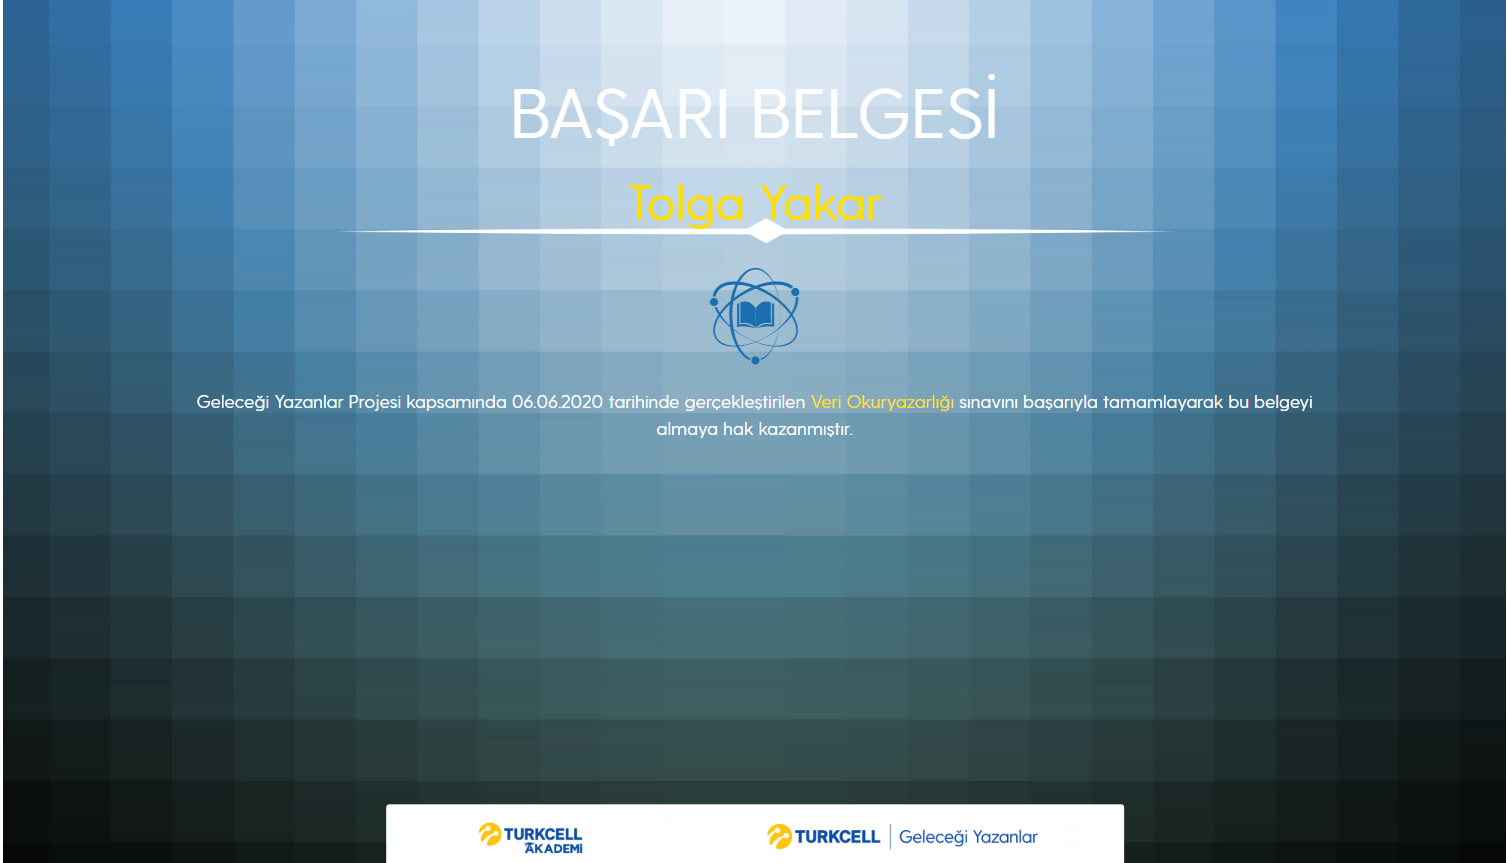 BAŞARI BELGESİ
Tolga Yakar
Geleceği Yazanlar Projesi kapsamında 06.06.2020 tarihinde gerçekleştirilen Veri Okuryazarlığı sınavını başarıyla tamamlayarak bu belgeyi
almaya hak kazanmıştır.
TURKCELL
AKADEMİ
TURKCELL | Geleceği Yazanlar